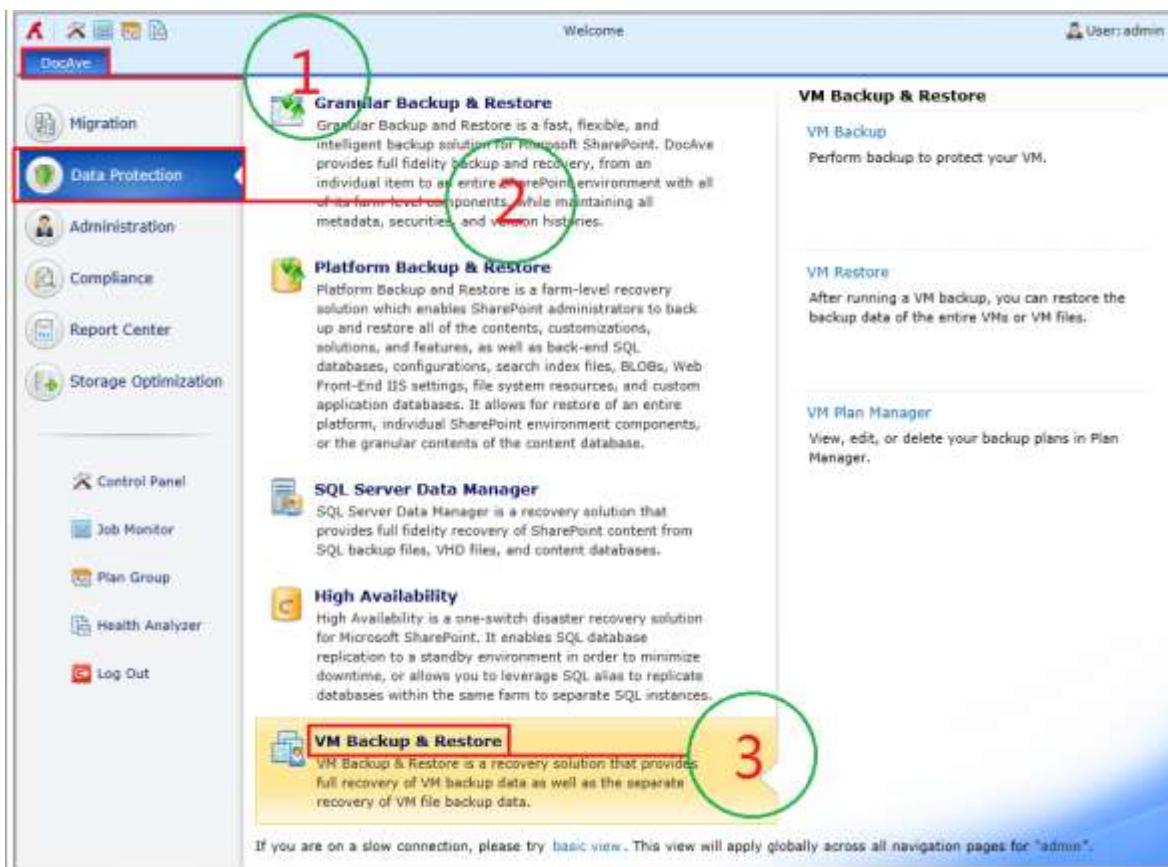 Welcome
User: admin
DocAve
1
Migration
Data Protection
Administration
Compliance
Report Center
Storage Optimization
Control Panel
Job Monitor
Plan Group
Health Analyzer
Log Out
Granular Backup & Restore
Granular Backup and Restore is a fast, flexible, and
intelligent backup solution for Microsoft SharePoint. DocAve
provides full fidelity backup and recovery, from an
individual item to an entire SharePoint environment with all
of its farm level components, while maintaining all
metadata, securities, and version histories.
2
Platform Backup & Restore
Platform Backup and Restore is a farm-level recovery
solution which enables SharePoint administrators to back
up and restore all of the contents, customizations,
solutions, and features, as well as back-end SQL
databases, configurations, search index files, BLOBs, Web
Front-End IIS settings, file system resources, and custom
application databases. It allows for restore of an entire
platform, individual SharePoint environment components,
or the granular contents of the content database.
SQL Server Data Manager
SQL Server Data Manager is a recovery solution that
provides full fidelity recovery of SharePoint content from
SQL backup files, VHD files, and content databases.
High Availability
High Availability is a one-switch disaster recovery solution
for Microsoft SharePoint. It enables SQL database
replication to a standby environment in order to minimize
downtime, or allows you to leverage SQL alias to replicate
databases within the same farm to separate SQL instances.
VM Backup & Restore
VM Backup & Restore is a recovery solution that provides
full recovery of VM backup data as well as the separate
recovery of VM file backup data.
3
VM Backup & Restore
VM Backup
Perform backup to protect your VM.
VM Restore
After running a VM backup, you can restore the
backup data of the entire VMs or VM files.
VM Plan Manager
View, edit, or delete your backup plans in Plan
Manager.
If you are on a slow connection, please try basic view. This view will apply globally across all navigation pages for "admin".